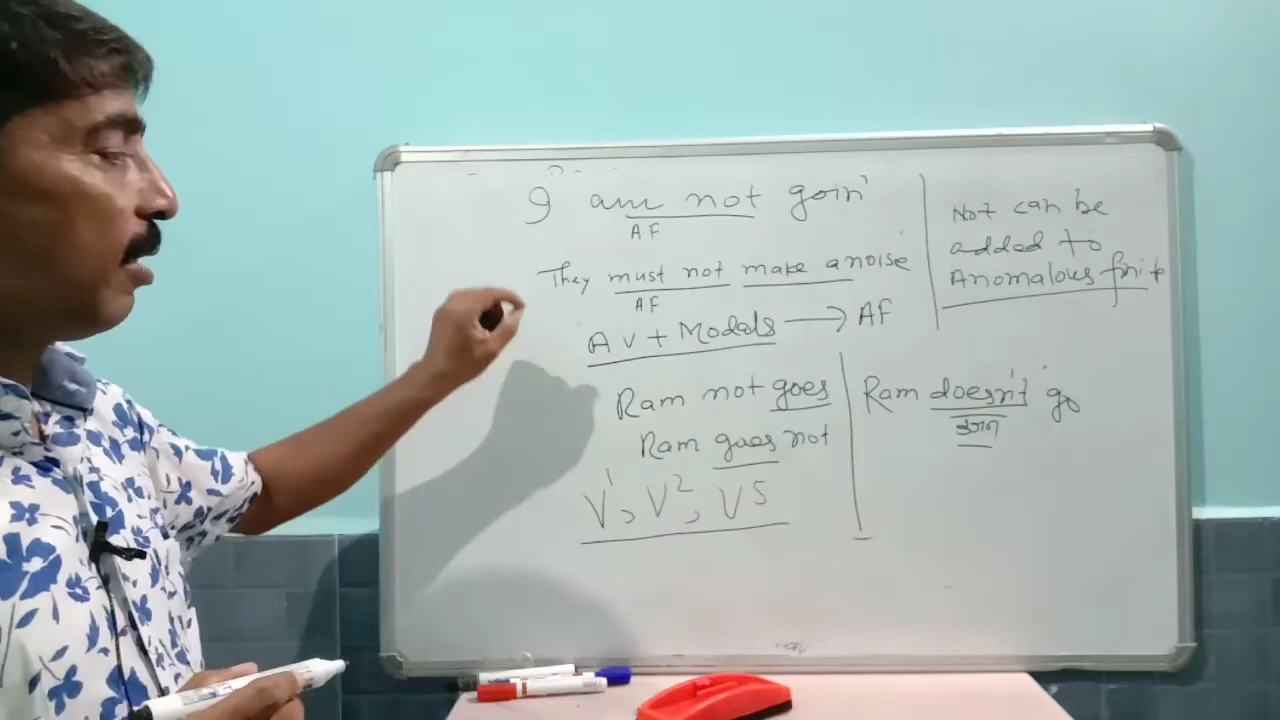 I am not goin'
AF
They must not make a noise
AF
AV + Modals → AF
Ram not goes
Ram goes not
V1, V2, V5
Not can be
added to
Anomalous finite
Ram doesn't go